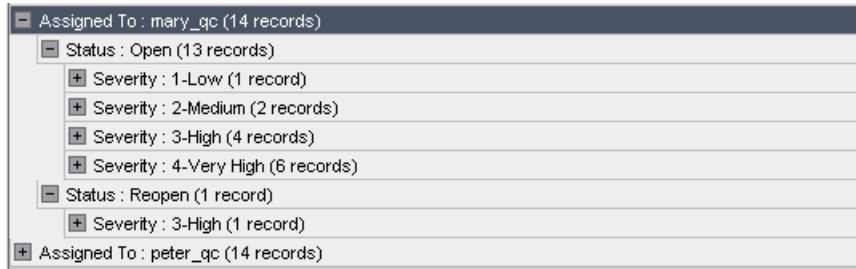 Assigned To : mary_qc (14 records)
Status : Open (13 records)
Severity : 1-Low (1 record)
Severity : 2-Medium (2 records)
Severity : 3-High (4 records)
Severity : 4-Very High (6 records)
Status : Reopen (1 record)
Severity : 3-High (1 record)
Assigned To : peter_qc (14 records)